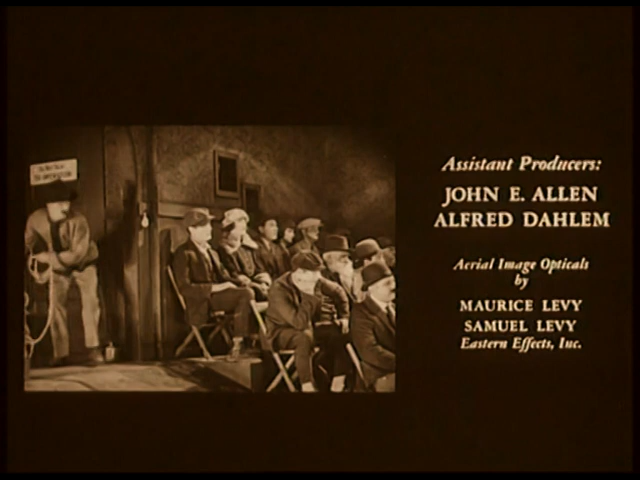 Assistant Producers:
JOHN E. ALLEN
ALFRED DAHLEM
Aerial Image Opticals
by
MAURICE LEVY
SAMUEL LEVY
Eastern Effects, Inc.